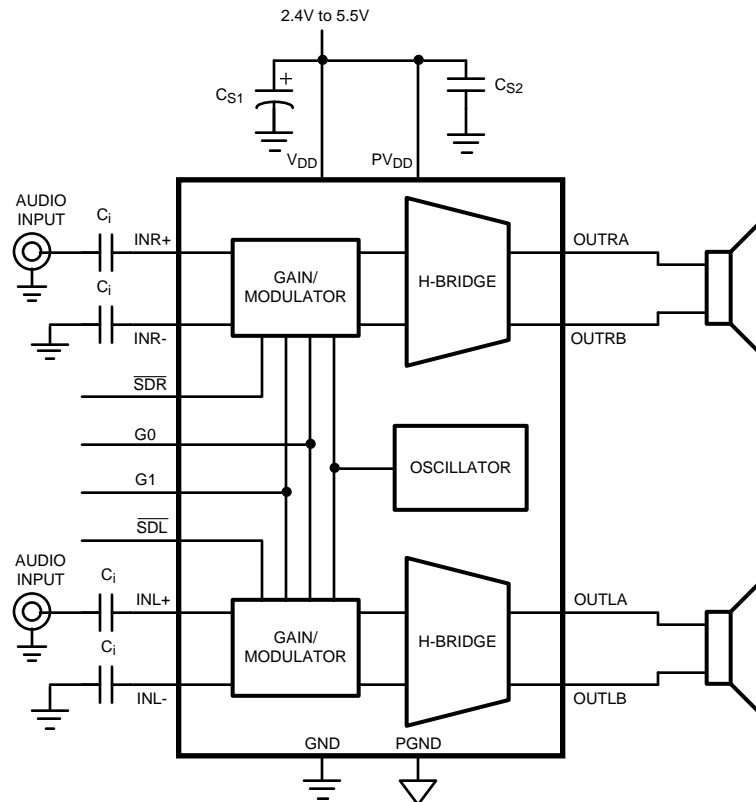 2.4V to 5.5V
CS1
+
CS2
VDD
PVDD
AUDIO
INPUT
Ci
INR+
GAIN/
MODULATOR
H-BRIDGE
OUTRA
Ci
INR-
OUTRB
SDR
G0
G1
OSCILLATOR
SDL
AUDIO
INPUT
Ci
INL+
GAIN/
MODULATOR
H-BRIDGE
OUTLA
Ci
INL-
OUTLB
GND
PGND